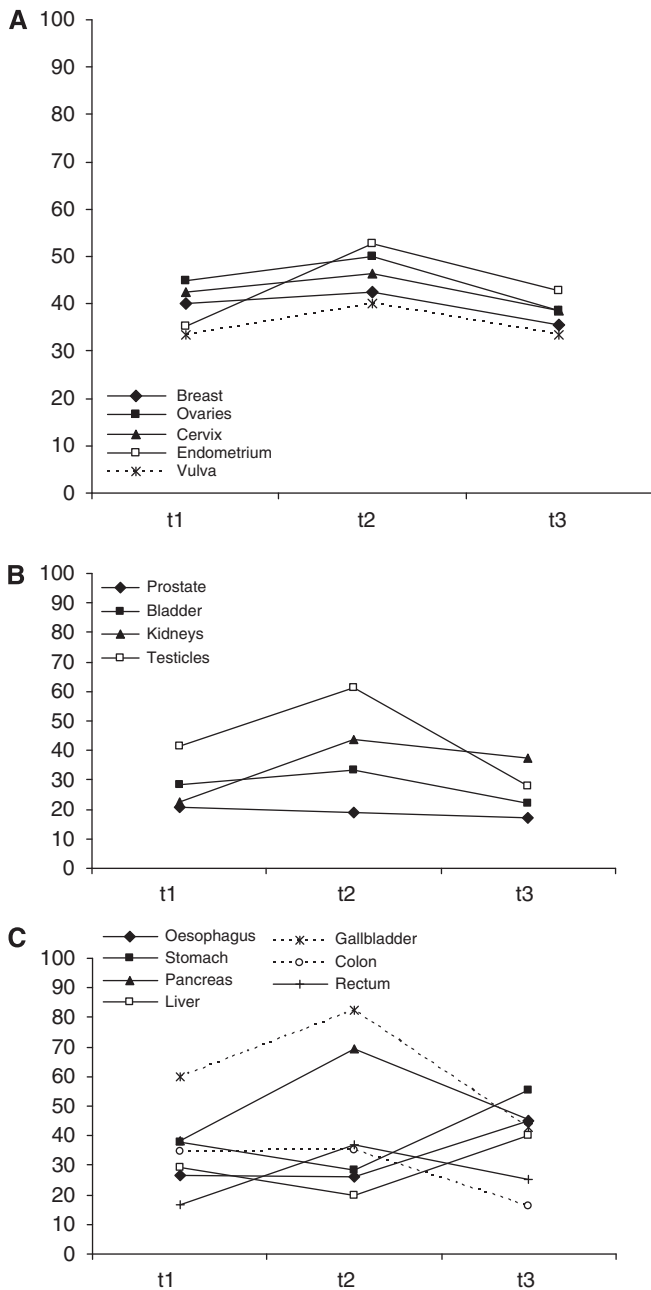 A
100
90
80
70
60
50
40
30
20
10
0
Breast
Ovaries
Cervix
Endometrium
Vulva
t1 t2 t3
B
100
90
80
70
60
50
40
30
20
10
0
Prostate
Bladder
Kidneys
Testicles
t1 t2 t3
C
100
90
80
70
60
50
40
30
20
10
0
Oesophagus
Stomach
Pancreas
Liver
Gallbladder
Colon
Rectum
t1 t2 t3